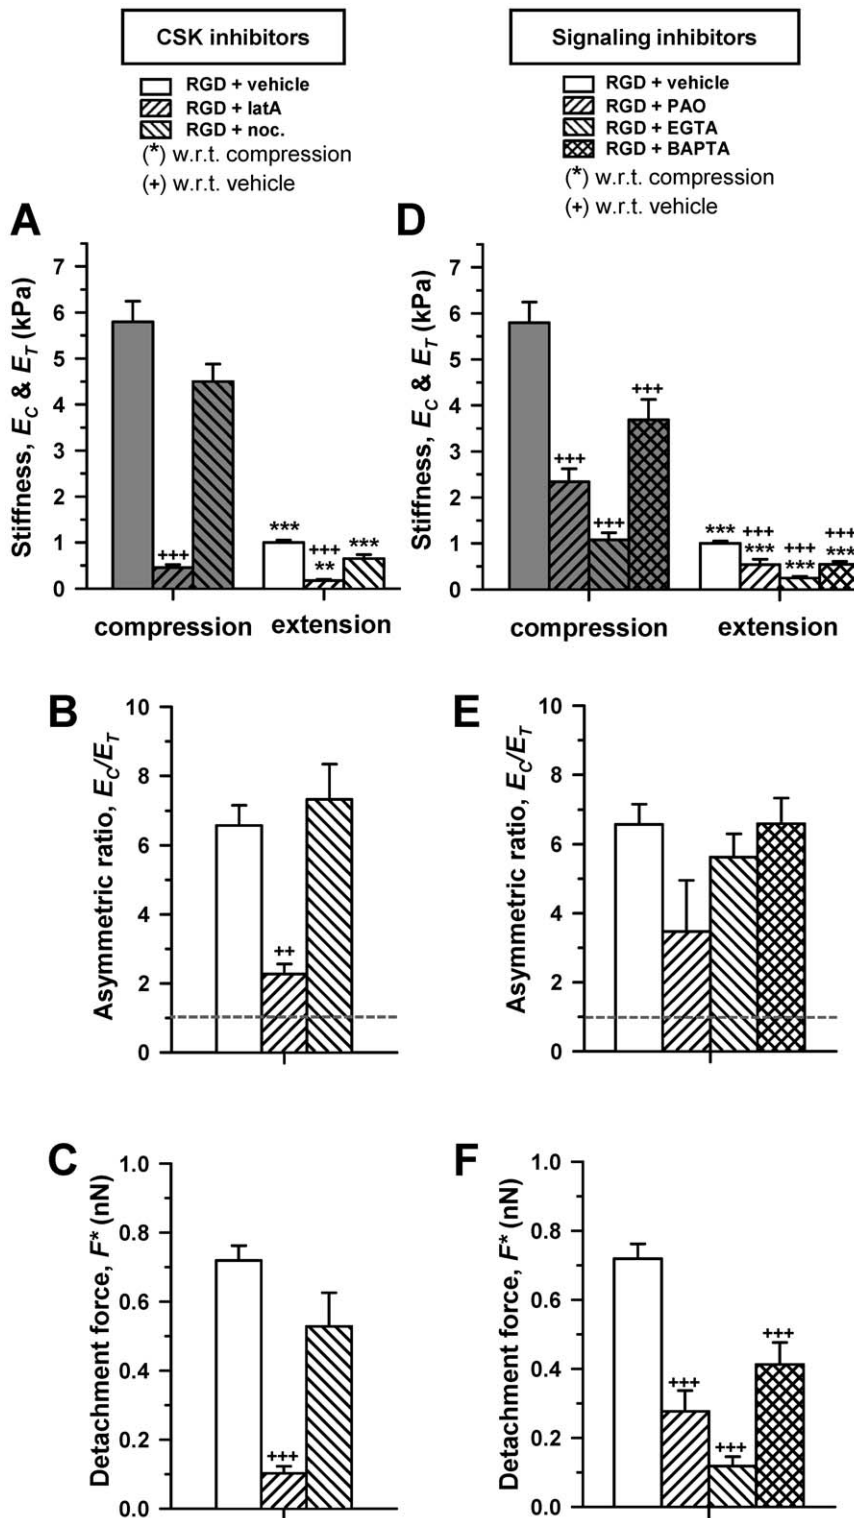 CSK inhibitors
RGD + vehicle
RGD + latA
RGD + noc.
(*) w.r.t. compression
(+) w.r.t. vehicle
Signaling inhibitors
RGD + vehicle
RGD + PAO
RGD + EGTA
RGD + BAPTA
(*) w.r.t. compression
(+) w.r.t. vehicle
A
Stiffness, E_C & E_T (kPa)
7
6
5
4
3
2
1
0
+++
***
+++
**
***
compression
extension
D
Stiffness, E_C & E_T (kPa)
7
6
5
4
3
2
1
0
+++
+++
+++
***
+++
***
+++
***
+++
***
compression
extension
B
Asymmetric ratio, E_C/E_T
10
8
6
4
2
0
++
E
Asymmetric ratio, E_C/E_T
10
8
6
4
2
0
C
Detachment force, F* (nN)
1.0
0.8
0.6
0.4
0.2
0.0
+++
F
Detachment force, F* (nN)
1.0
0.8
0.6
0.4
0.2
0.0
+++
+++
+++